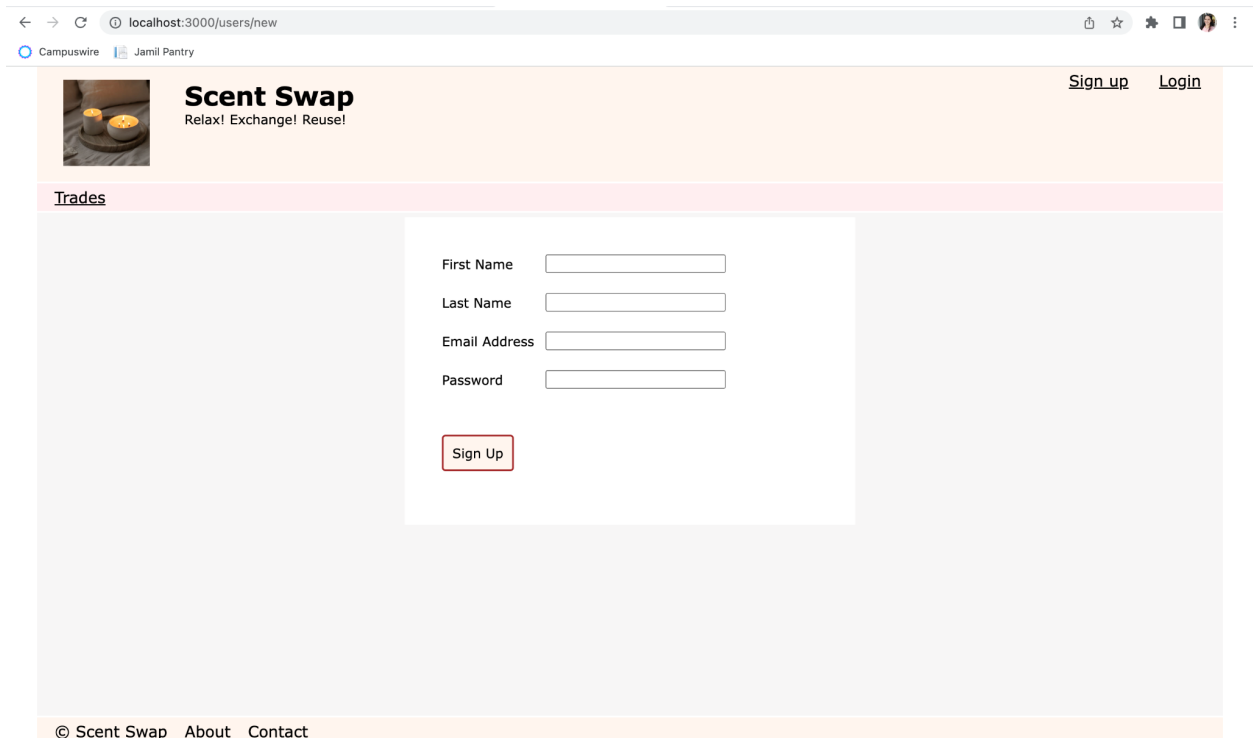 localhost:3000/users/new
Campuswire Jamil Pantry
Sign up Login
Scent Swap
Relax! Exchange! Reuse!
Trades
First Name
Last Name
Email Address
Password
Sign Up
© Scent Swap About Contact